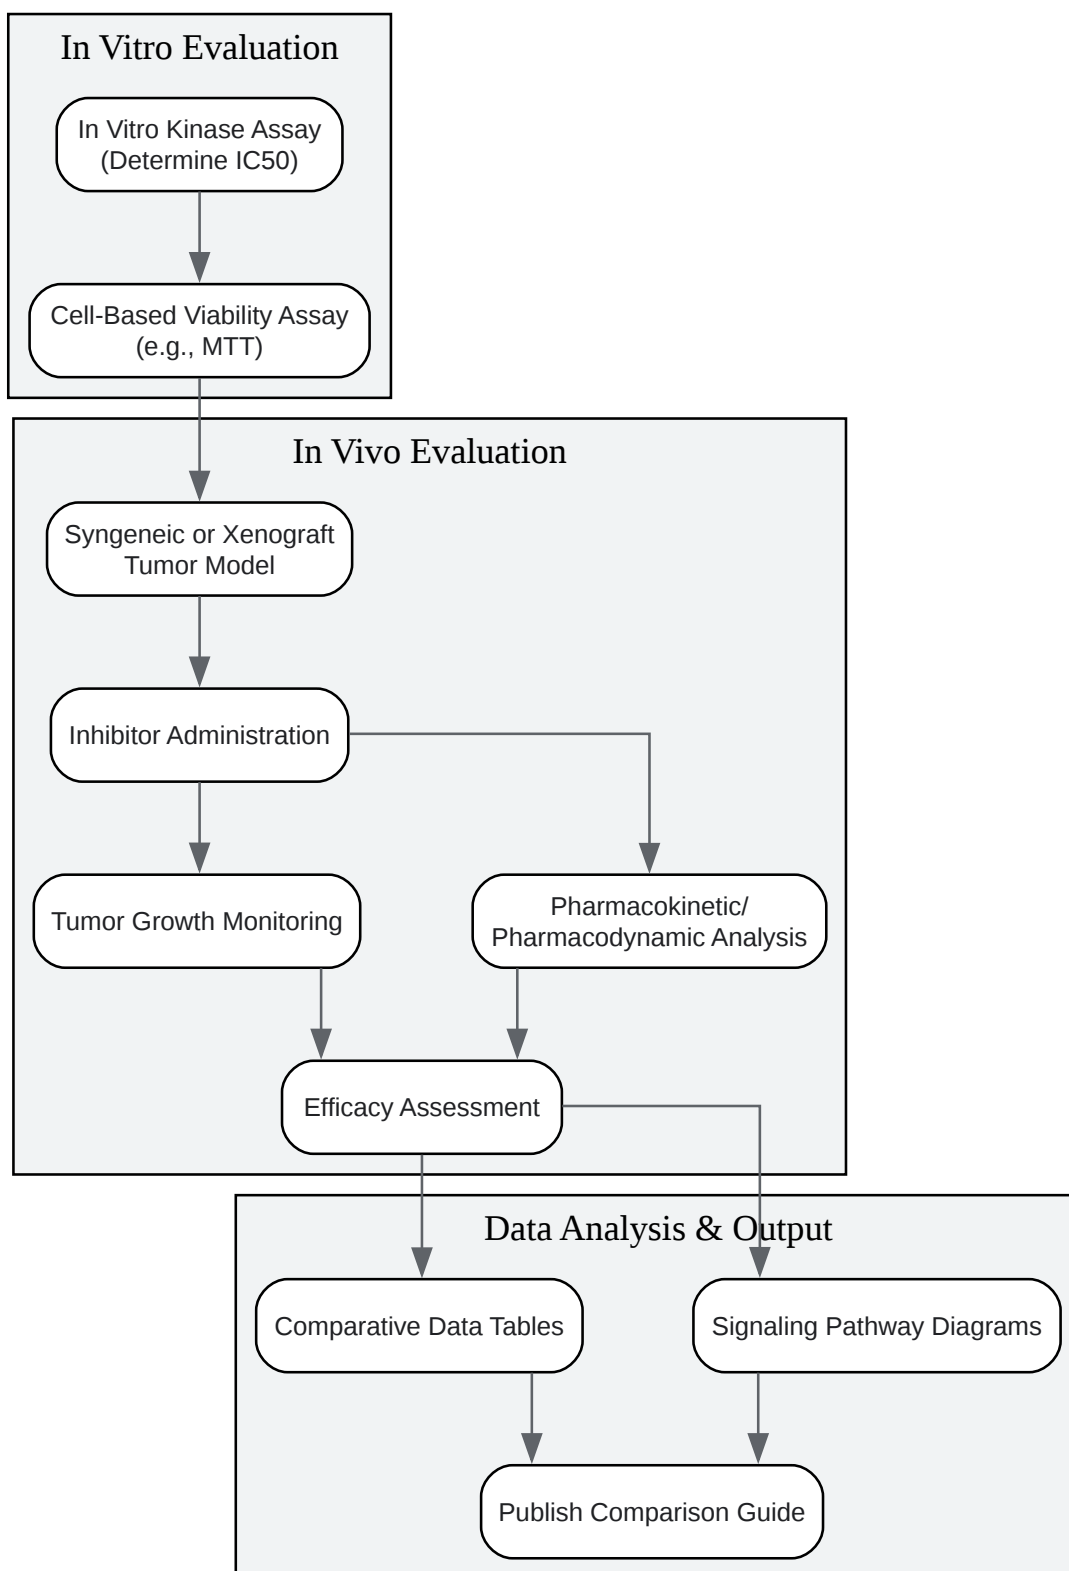 In Vitro Evaluation
In Vitro Kinase Assay
(Determine IC50)
Cell-Based Viability Assay
(e.g., MTT)
In Vivo Evaluation
Syngeneic or Xenograft
Tumor Model
Inhibitor Administration
Tumor Growth Monitoring
Pharmacokinetic/
Pharmacodynamic Analysis
Efficacy Assessment
Data Analysis & Output
Comparative Data Tables
Signaling Pathway Diagrams
Publish Comparison Guide